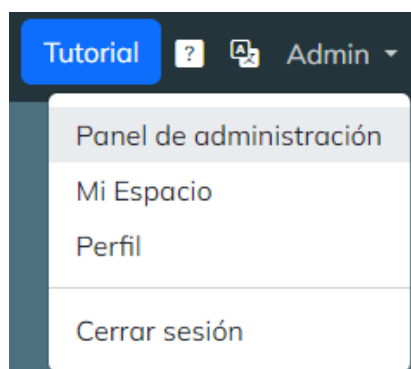 Tutorial ? Admin
Panel de administración
Mi Espacio
Perfil
Cerrar sesión